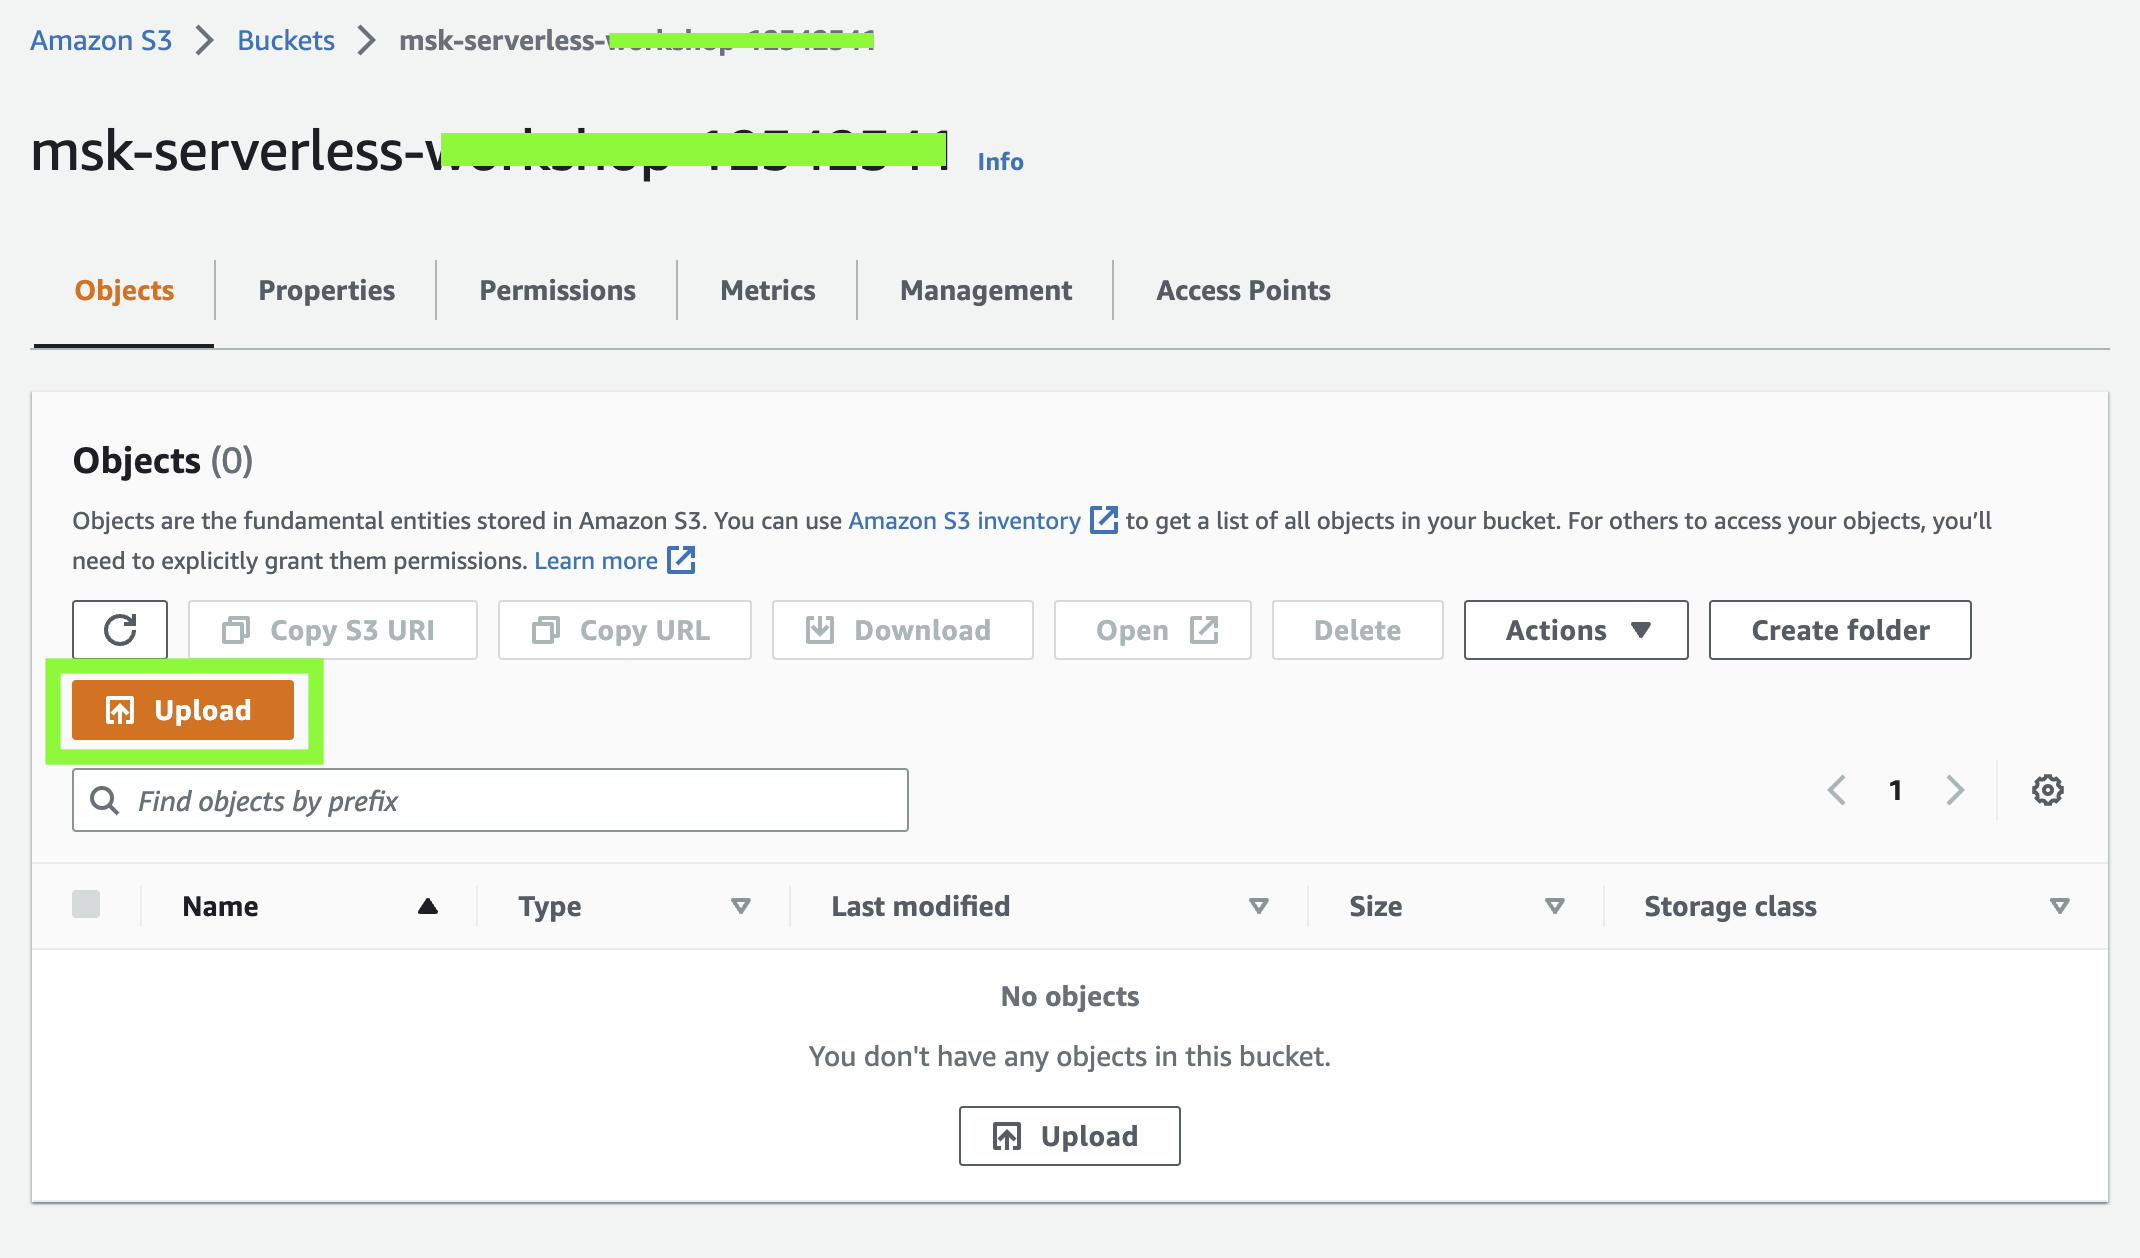 Amazon S3 > Buckets > msk-serverless-
msk-serverless- Info
Objects Properties Permissions Metrics Management Access Points
Objects (0)
Objects are the fundamental entities stored in Amazon S3. You can use Amazon S3 inventory to get a list of all objects in your bucket. For others to access your objects, you'll
need to explicitly grant them permissions. Learn more
Copy S3 URI Copy URL Download Open Delete Actions Create folder
Upload
Find objects by prefix 1
Name Type Last modified Size Storage class
No objects
You don't have any objects in this bucket.
Upload